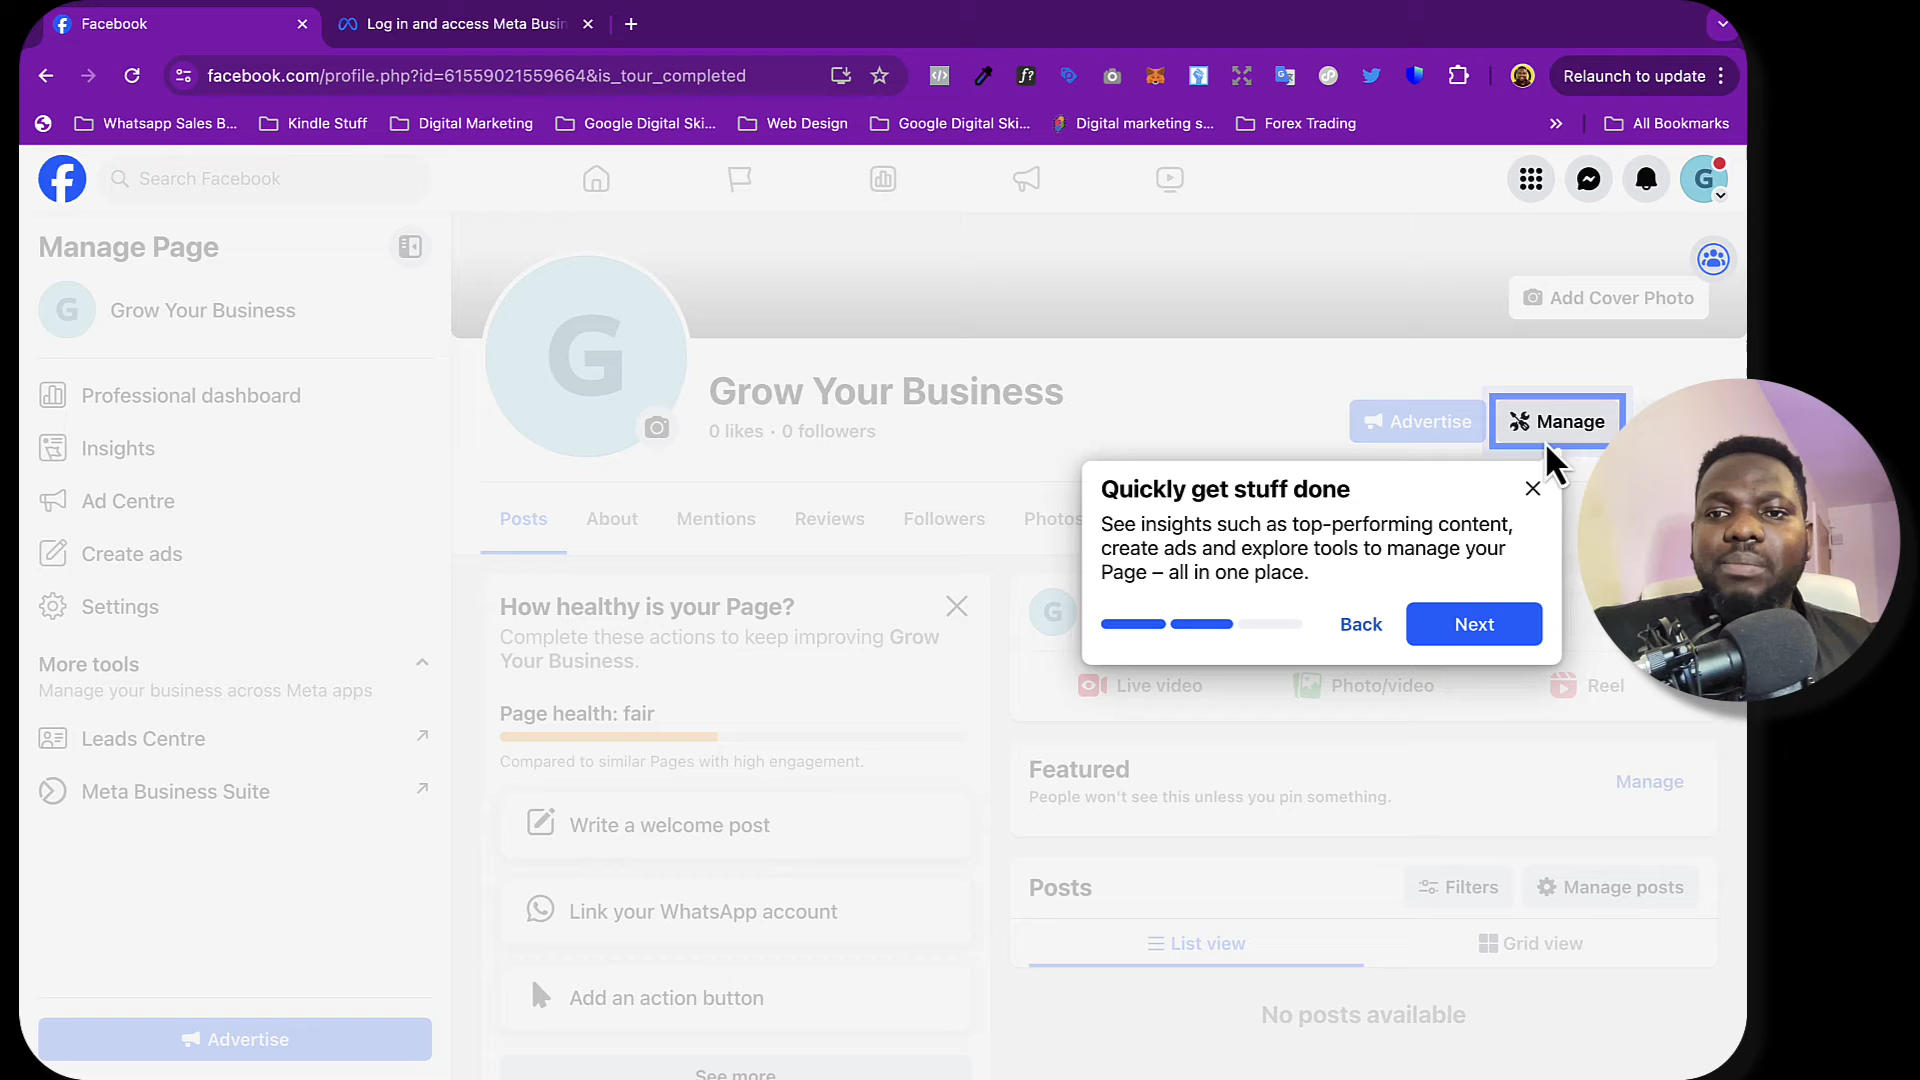 Facebook
Log in and access Meta Busin
facebook.com/profile.php?id=61559021559664&is_tour_completed
Relaunch to update
Whatsapp Sales B...
Kindle Stuff
Digital Marketing
Google Digital Ski...
Web Design
Google Digital Ski...
Digital marketing s...
Forex Trading
All Bookmarks
Search Facebook
G
Manage Page
G
Grow Your Business
Professional dashboard
Insights
Ad Centre
Create ads
Settings
More tools
Manage your business across Meta apps
Leads Centre
Meta Business Suite
Advertise
Add Cover Photo
G
Grow Your Business
0 likes · 0 followers
Advertise
Manage
Posts
About
Mentions
Reviews
Followers
Photos
Quickly get stuff done
See insights such as top-performing content,
create ads and explore tools to manage your
Page – all in one place.
Back
Next
How healthy is your Page?
Complete these actions to keep improving Grow
Your Business.
Page health: fair
Compared to similar Pages with high engagement.
Write a welcome post
Link your WhatsApp account
Add an action button
See more
G
Live video
Photo/video
Reel
Featured
People won't see this unless you pin something.
Manage
Posts
Filters
Manage posts
List view
Grid view
No posts available